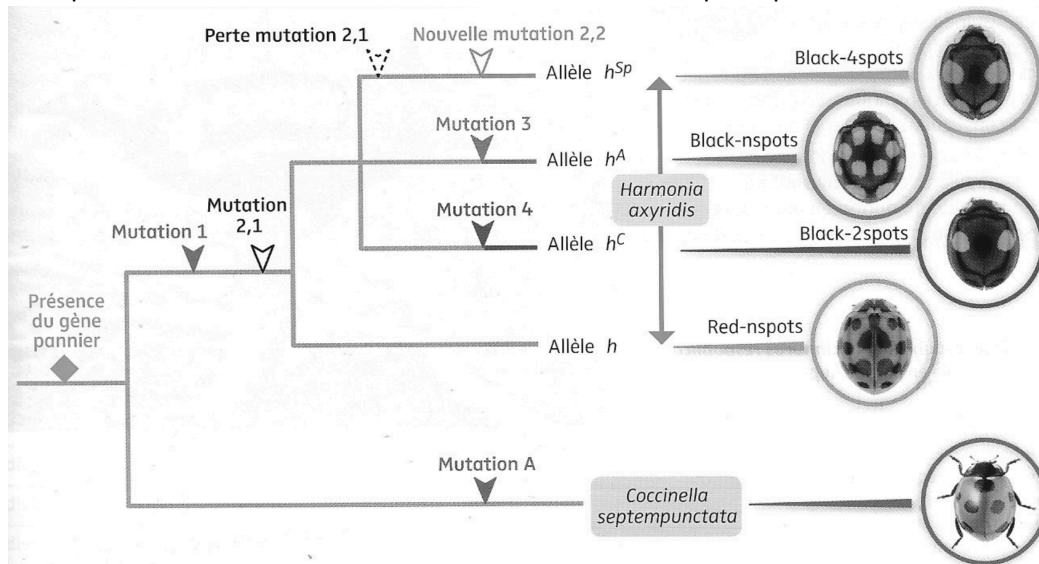 Perte mutation 2,1
Nouvelle mutation 2,2
Allèle h^Sp
Black-4spots
Mutation 3
Allèle h^A
Black-nspots
Harmonia
axyridis
Mutation
2,1
Mutation 1
Mutation 4
Allèle h^C
Black-2spots
Présence
du gène
pannier
Allèle h
Red-nspots
Mutation A
Coccinella
septempunctata